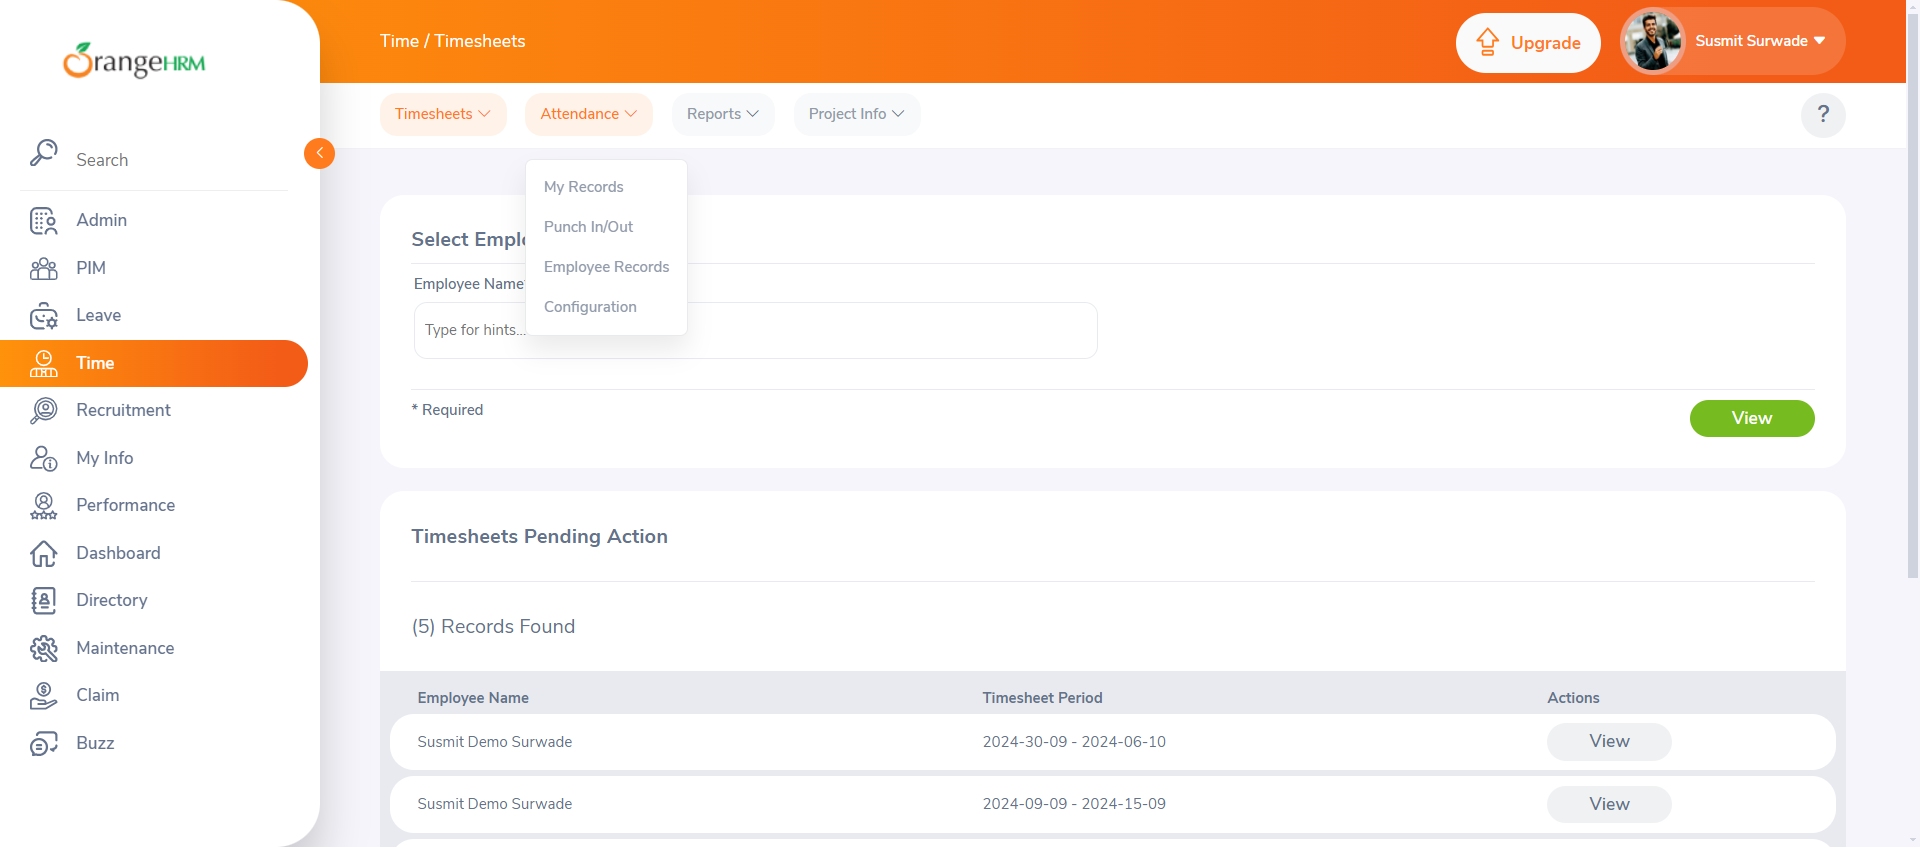 OrangeHRM
Time / Timesheets
Upgrade
Susmit Surwade
Timesheets
Attendance
Reports
Project Info
?
Search
Admin
PIM
Leave
Time
Recruitment
My Info
Performance
Dashboard
Directory
Maintenance
Claim
Buzz
My Records
Punch In/Out
Employee Records
Configuration
Select Emplo
Employee Name
Type for hints...
* Required
View
Timesheets Pending Action
(5) Records Found
Employee Name Timesheet Period Actions
Susmit Demo Surwade 2024-30-09 - 2024-06-10 View
Susmit Demo Surwade 2024-09-09 - 2024-15-09 View